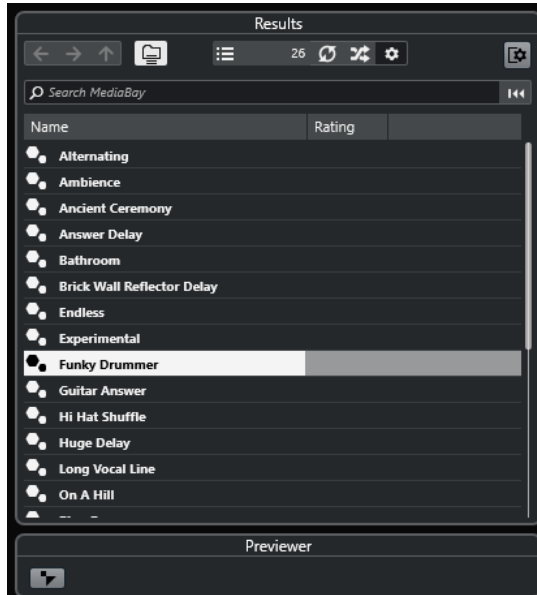 Results
26
Search MediaBay
Name Rating
Alternating
Ambience
Ancient Ceremony
Answer Delay
Bathroom
Brick Wall Reflector Delay
Endless
Experimental
Funky Drummer
Guitar Answer
Hi Hat Shuffle
Huge Delay
Long Vocal Line
On A Hill
Previewer